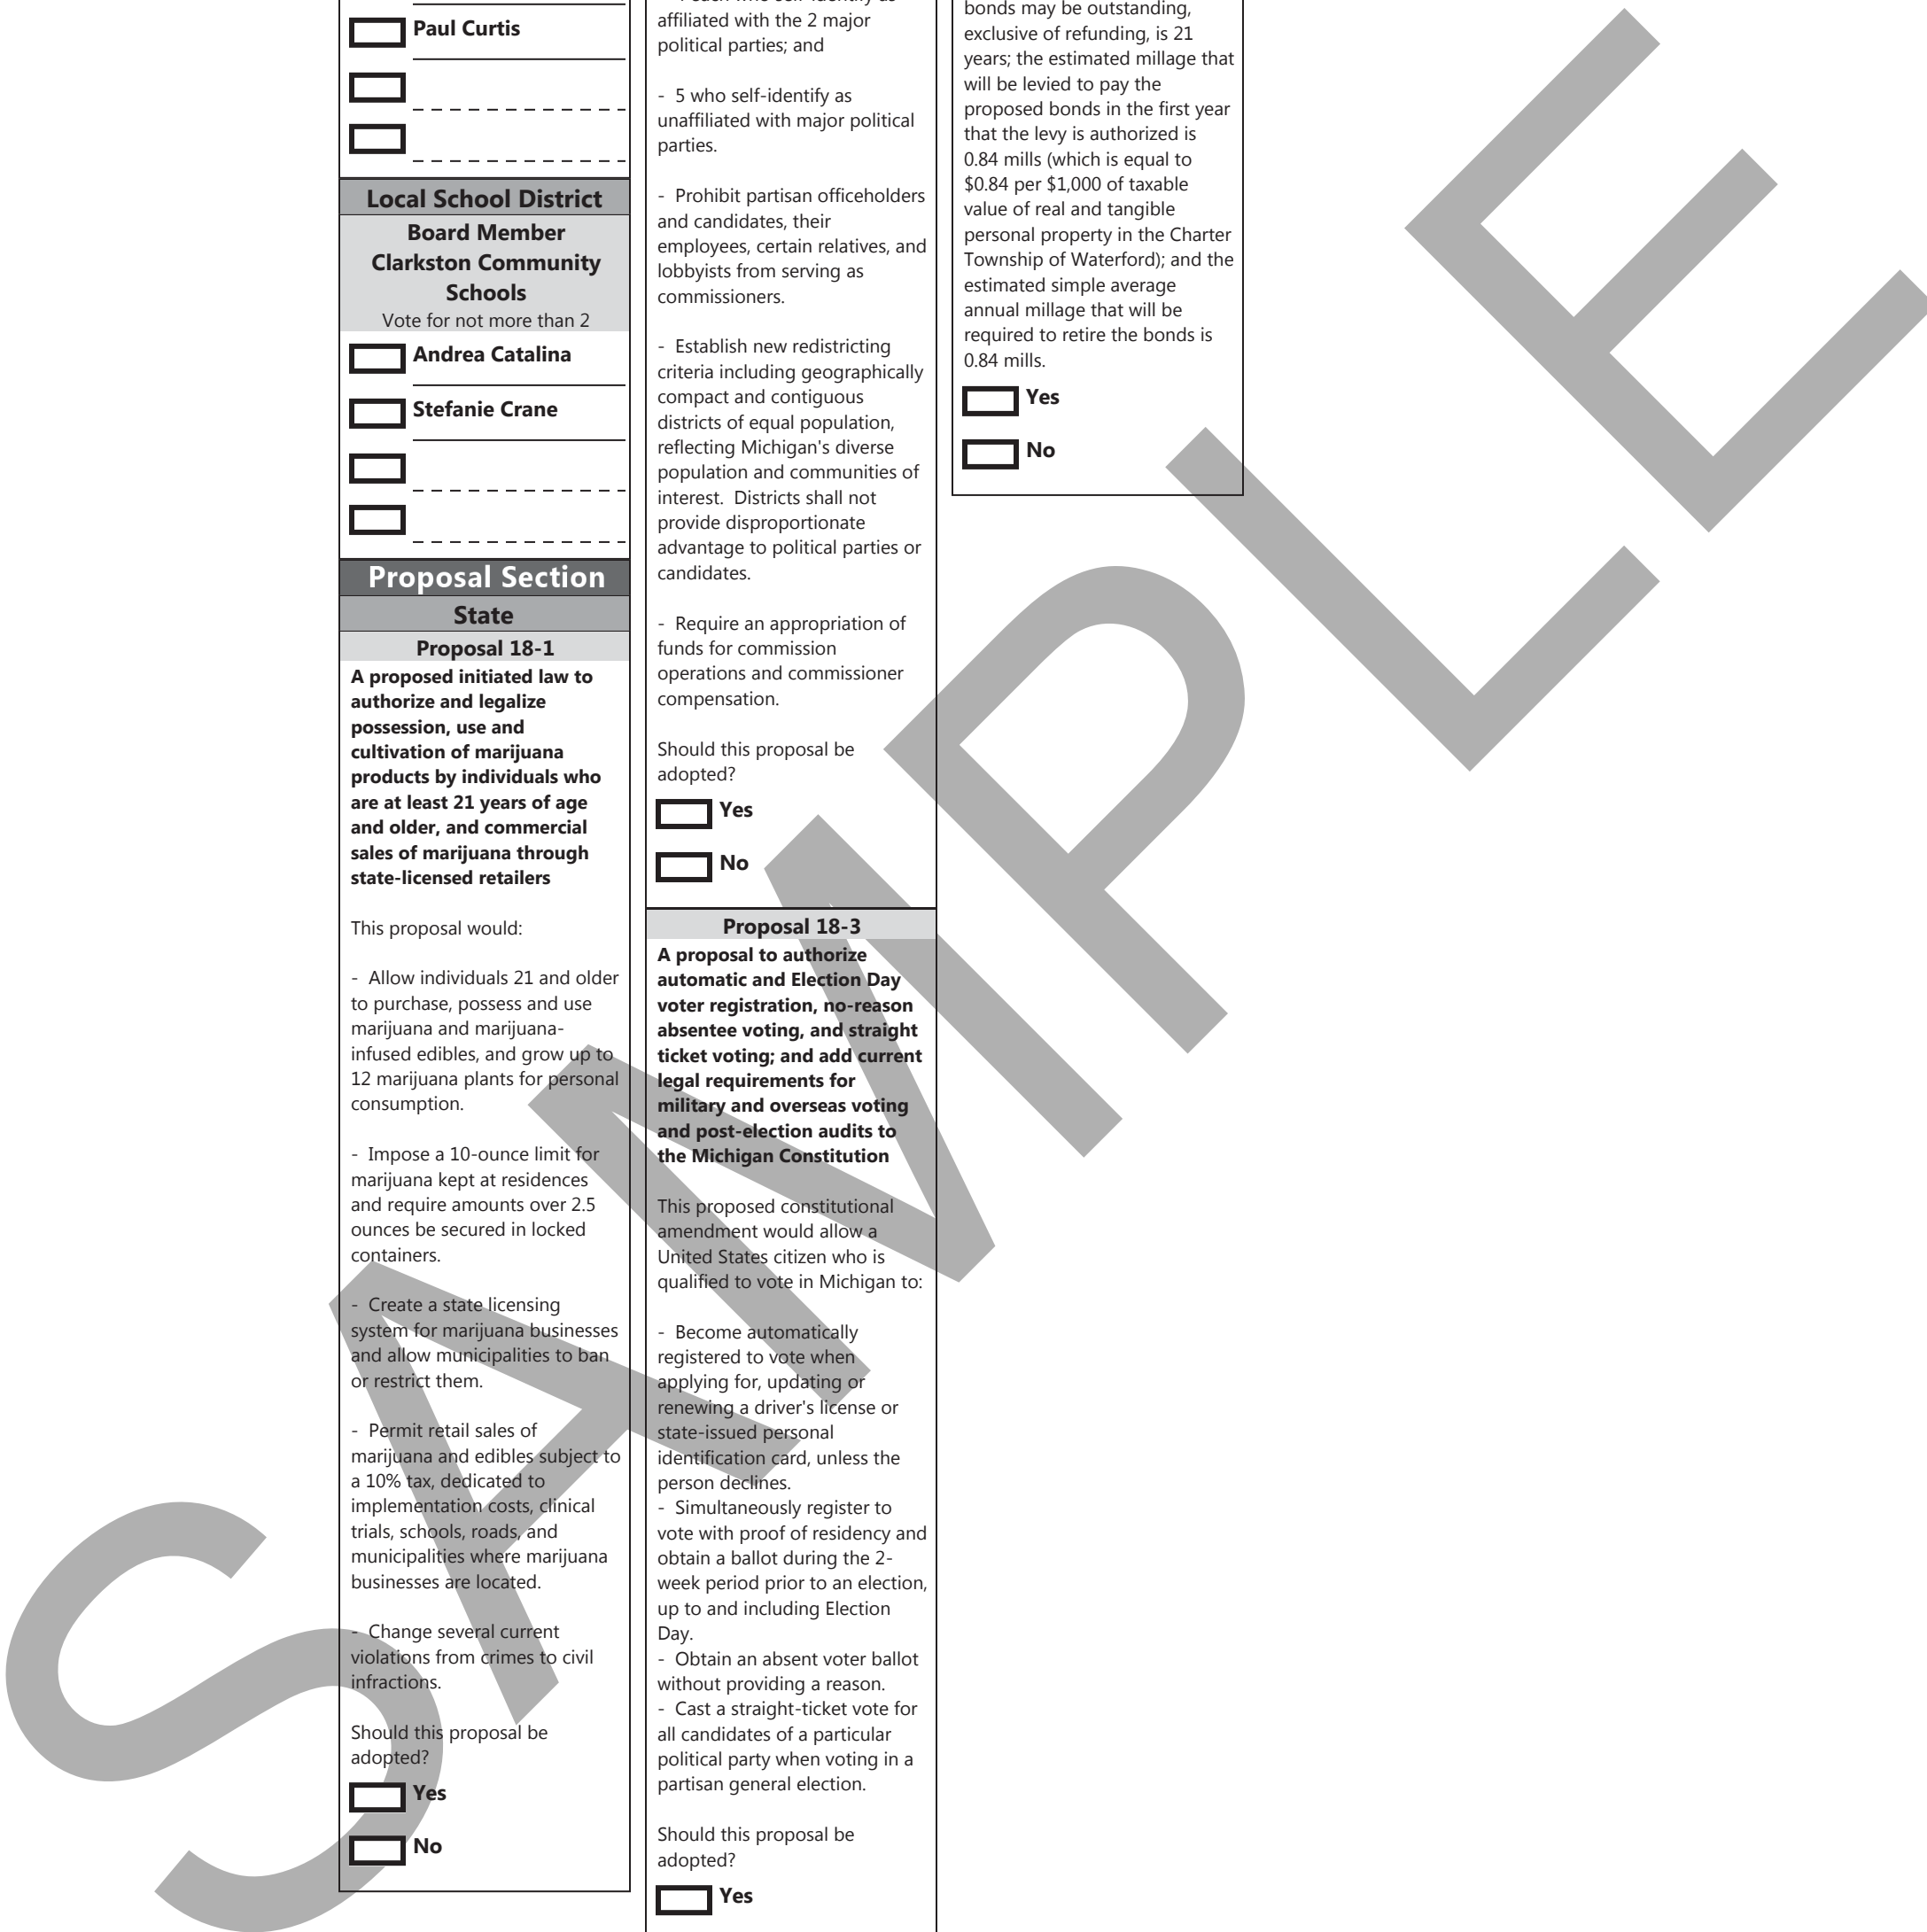 Paul Curtis
Local School District
Board Member
Clarkston Community
Schools
Vote for not more than 2
Andrea Catalina
Stefanie Crane
Proposal Section
State
Proposal 18-1
A proposed initiated law to
authorize and legalize
possession, use and
cultivation of marijuana
products by individuals who
are at least 21 years of age
and older, and commercial
sales of marijuana through
state-licensed retailers
This proposal would:
- Allow individuals 21 and older
to purchase, possess and use
marijuana and marijuana-
infused edibles, and grow up to
12 marijuana plants for personal
consumption.
- Impose a 10-ounce limit for
marijuana kept at residences
and require amounts over 2.5
ounces be secured in locked
containers.
- Create a state licensing
system for marijuana businesses
and allow municipalities to ban
or restrict them.
- Permit retail sales of
marijuana and edibles subject to
a 10% tax, dedicated to
implementation costs, clinical
trials, schools, roads, and
municipalities where marijuana
businesses are located.
- Change several current
violations from crimes to civil
infractions.
Should this proposal be
adopted?
Yes
No
affiliated with the 2 major
political parties; and
- 5 who self-identify as
unaffiliated with major political
parties.
- Prohibit partisan officeholders
and candidates, their
employees, certain relatives, and
lobbyists from serving as
commissioners.
- Establish new redistricting
criteria including geographically
compact and contiguous
districts of equal population,
reflecting Michigan's diverse
population and communities of
interest. Districts shall not
provide disproportionate
advantage to political parties or
candidates.
- Require an appropriation of
funds for commission
operations and commissioner
compensation.
Should this proposal be
adopted?
Yes
No
Proposal 18-3
A proposal to authorize
automatic and Election Day
voter registration, no-reason
absentee voting, and straight
ticket voting; and add current
legal requirements for
military and overseas voting
and post-election audits to
the Michigan Constitution
This proposed constitutional
amendment would allow a
United States citizen who is
qualified to vote in Michigan to:
- Become automatically
registered to vote when
applying for, updating or
renewing a driver's license or
state-issued personal
identification card, unless the
person declines.
- Simultaneously register to
vote with proof of residency and
obtain a ballot during the 2-
week period prior to an election,
up to and including Election
Day.
- Obtain an absent voter ballot
without providing a reason.
- Cast a straight-ticket vote for
all candidates of a particular
political party when voting in a
partisan general election.
Should this proposal be
adopted?
Yes
bonds may be outstanding,
exclusive of refunding, is 21
years; the estimated millage that
will be levied to pay the
proposed bonds in the first year
that the levy is authorized is
0.84 mills (which is equal to
$0.84 per $1,000 of taxable
value of real and tangible
personal property in the Charter
Township of Waterford); and the
estimated simple average
annual millage that will be
required to retire the bonds is
0.84 mills.
Yes
No
SAMPLE